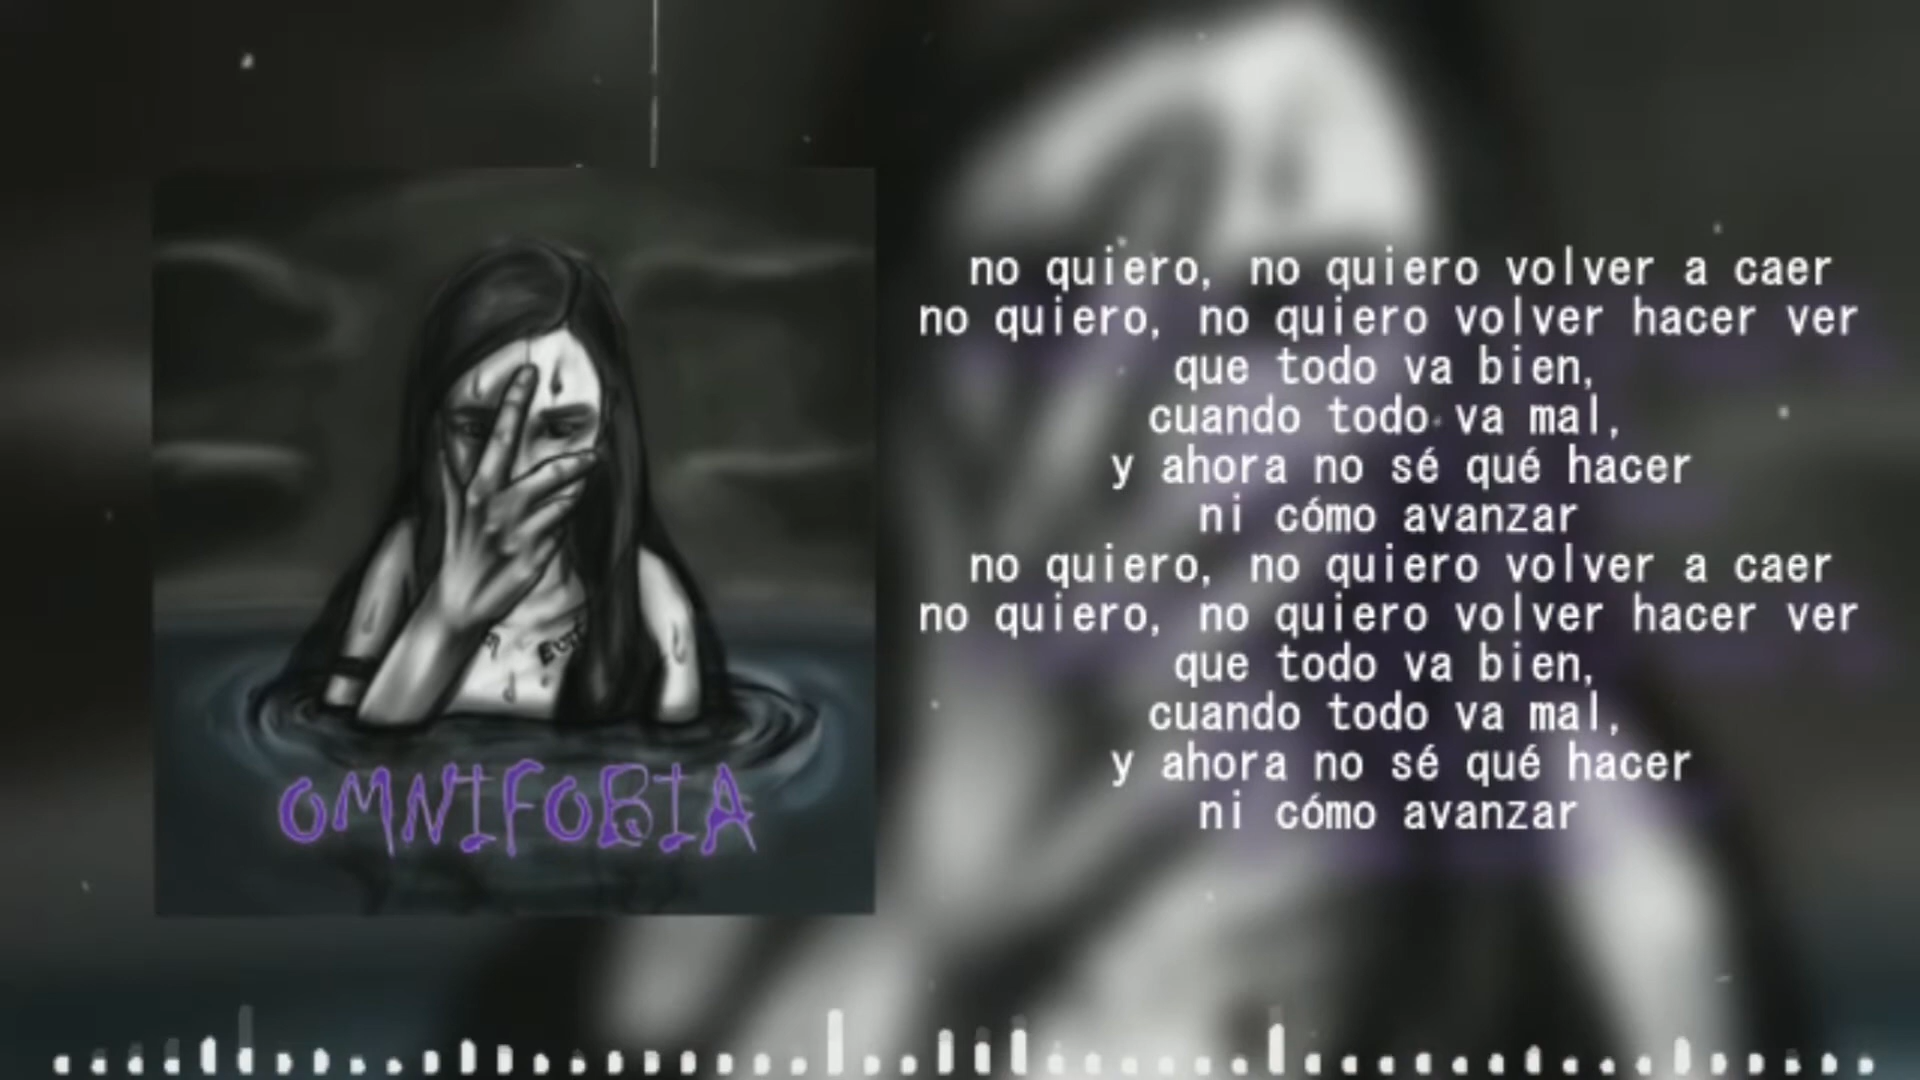 no quiero, no quiero volver a caer
no quiero, no quiero volver hacer ver
que todo va bien,
cuando todo va mal,
y ahora no sé qué hacer
ni cómo avanzar
no quiero, no quiero volver a caer
no quiero, no quiero volver hacer ver
que todo va bien,
cuando todo va mal,
y ahora no sé qué hacer
ni cómo avanzar
OMNIFOBIA